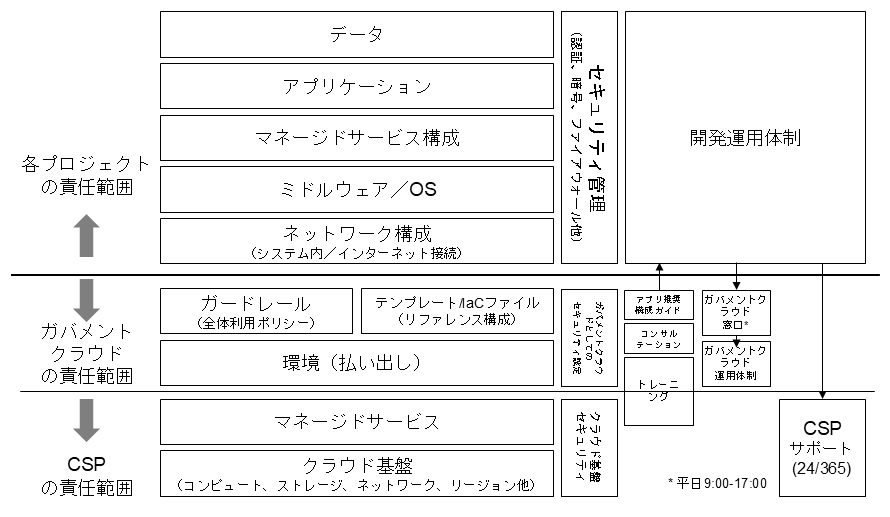 データ
アプリケーション
マネージドサービス構成
ミドルウェア／OS
ネットワーク構成
(システム内／インターネット接続)
セキュリティ管理
(認証、暗号、ファイアウォール他)
開発運用体制
各プロジェクト
の責任範囲
ガバメント
クラウド
の責任範囲
ガードレール
(全体利用ポリシー)
テンプレート/IaCファイル
(リファレンス構成)
環境（払い出し）
ガバメントクラウ
ドとしての
セキュリティ設定
アプリ推奨
構成ガイド
コンサル
テーション
トレーニ
ング
ガバメントク
ラウド
窓口*
ガバメントク
ラウド
運用体制
CSP
の責任範囲
マネージドサービス
クラウド基盤
(コンピュート、ストレージ、ネットワーク、リージョン他)
クラウド基盤
セキュリティ
CSP
サポート
(24/365)
* 平日9:00-17:00